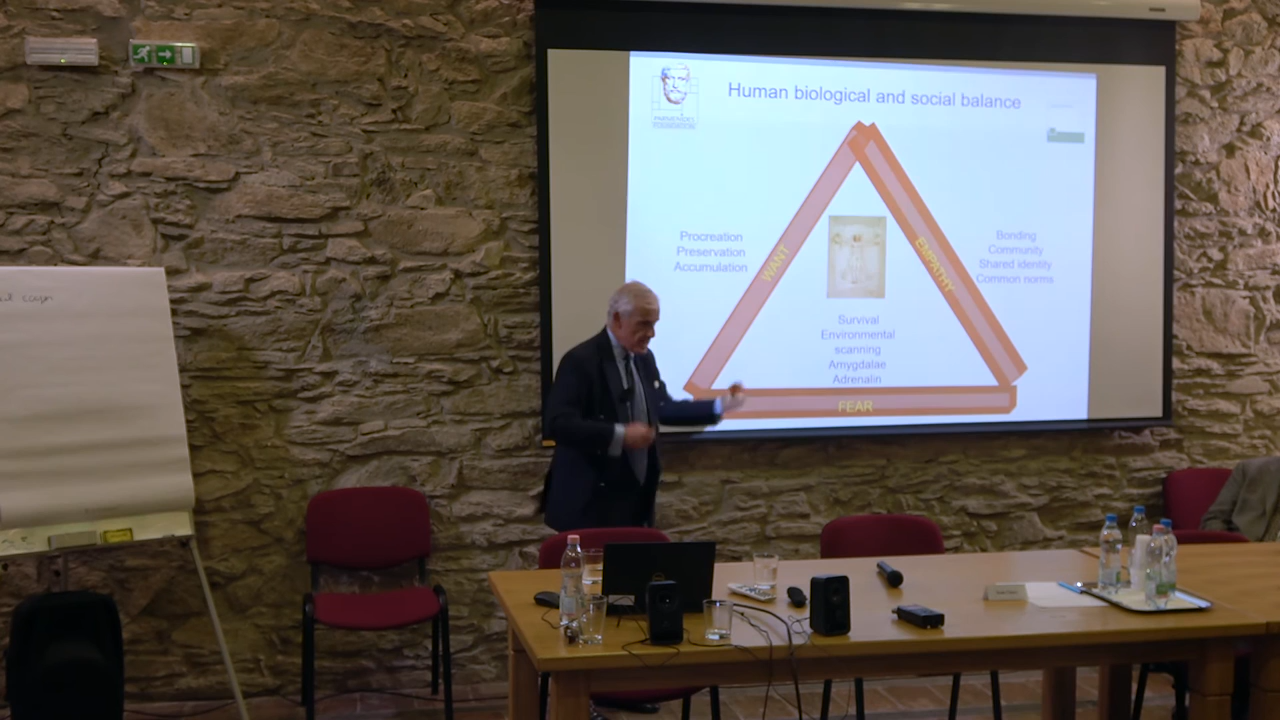 Human biological and social balance
PARMENIDES
FOUNDATION
Procreation
Preservation
Accumulation
WANT
EMPATHY
Bonding
Community
Shared identity
Common norms
Survival
Environmental
scanning
Amygdalae
Adrenalin
FEAR